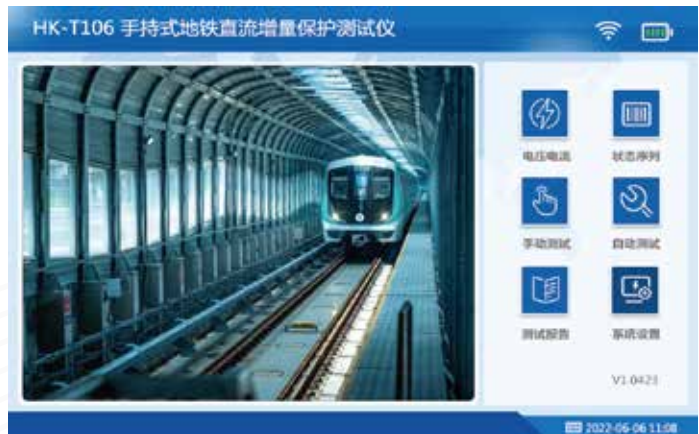 HK-T106 手持式地铁直流增量保护测试仪
电压电流
状态序列
手动测试
自动测试
测试报告
系统设置
V1.0423
2022-06-06 11:08